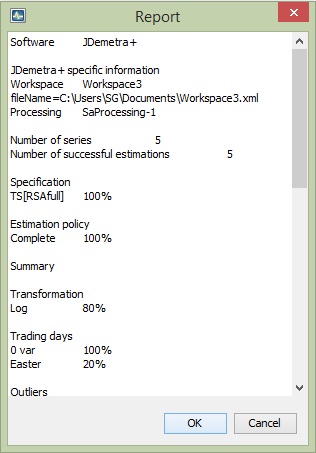 Report
Software JDemetra+
JDemetra+ specific information
Workspace Workspace3
fileName=C:\Users\SG\Documents\Workspace3.xml
Processing SaProcessing-1
Number of series 5
Number of successful estimations 5
Specification
TS[RSAfull] 100%
Estimation policy
Complete 100%
Summary
Transformation
Log 80%
Trading days
0 var 100%
Easter 20%
Outliers
OK Cancel